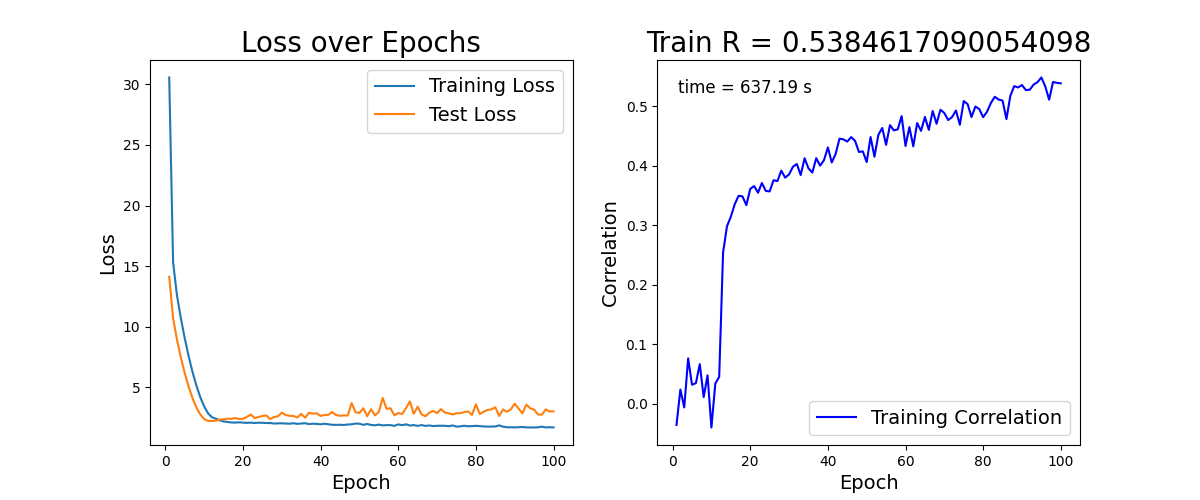 Loss over Epochs
30
25
20
15
10
5
Loss
0
20
40
60
80
100
Epoch
Training Loss
Test Loss
Train R = 0.5384617090054098
time = 637.19 s
0.5
0.4
0.3
0.2
0.1
0.0
Correlation
0
20
40
60
80
100
Epoch
Training Correlation